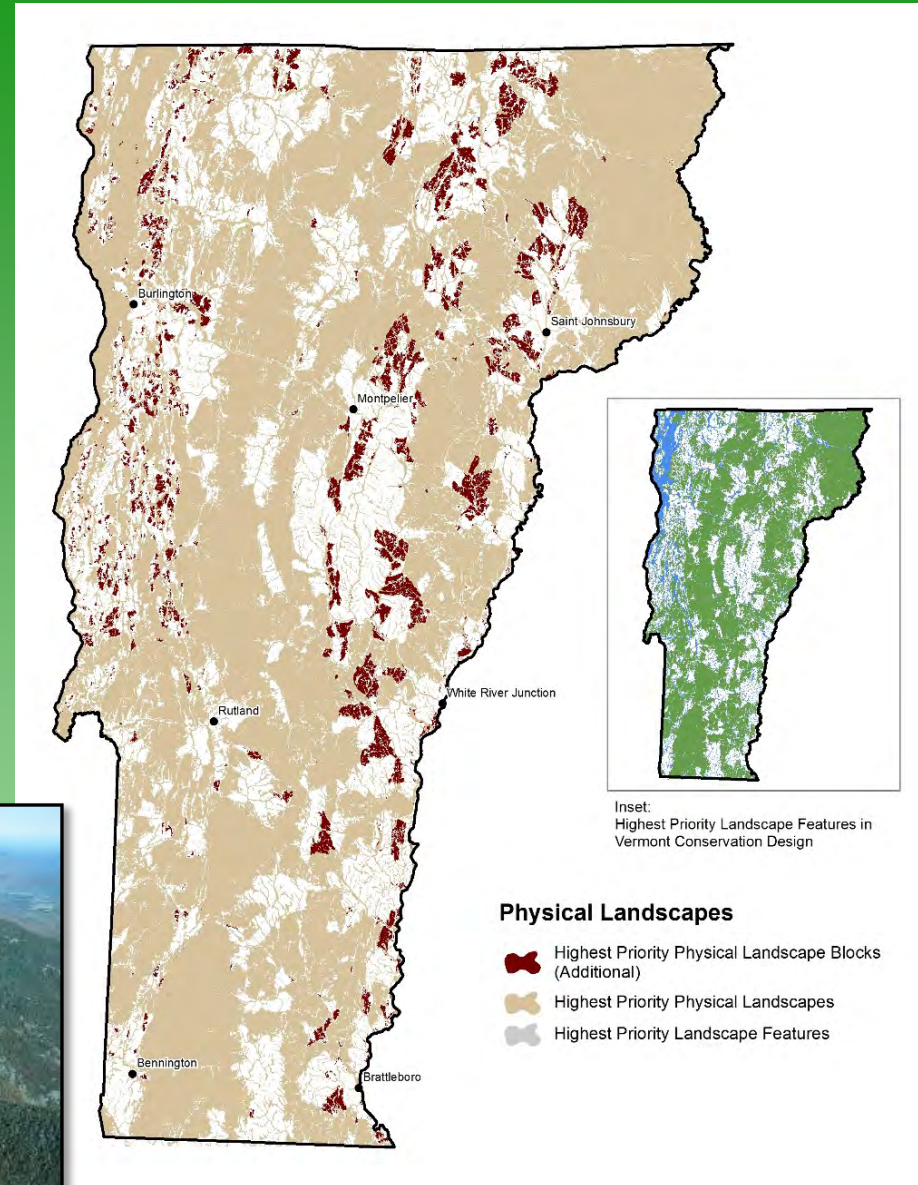 Burlington
Saint Johnsbury
Montpelier
White River Junction
Rutland
Bennington
Brattleboro
Inset:
Highest Priority Landscape Features in
Vermont Conservation Design
Physical Landscapes
Highest Priority Physical Landscape Blocks
(Additional)
Highest Priority Physical Landscapes
Highest Priority Landscape Features